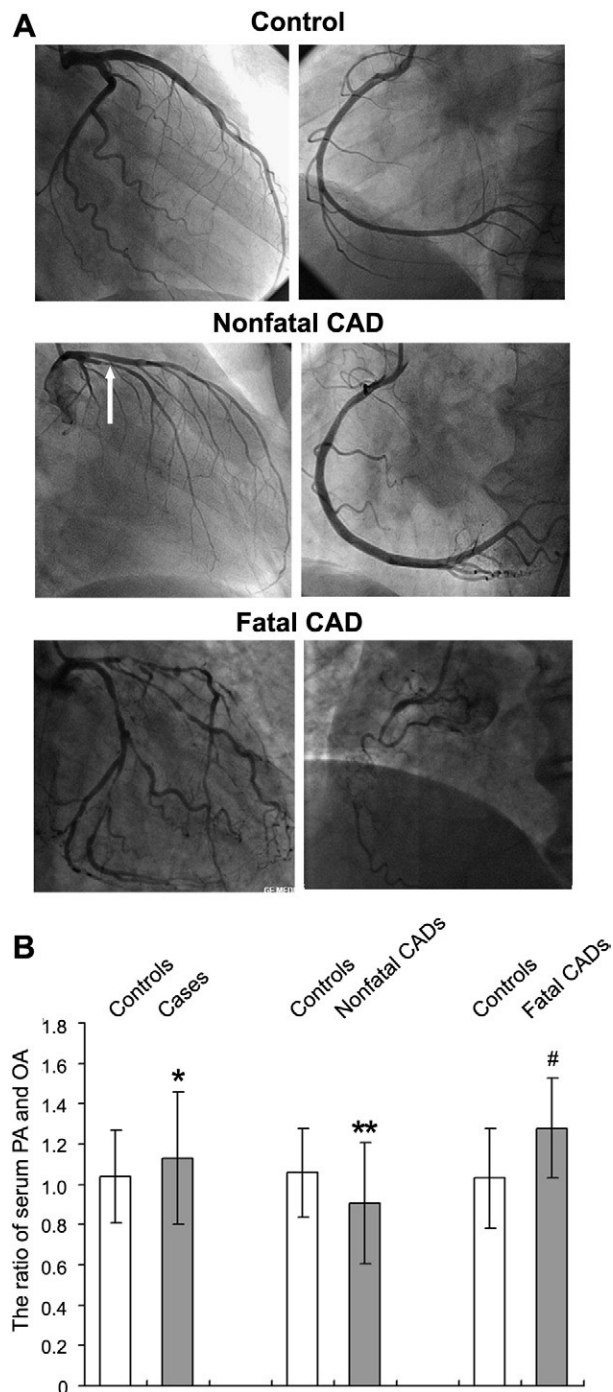 A
Control
Nonfatal CAD
Fatal CAD
GE MEDI
B
Controls
Cases
Controls
Nonfatal CADs
Controls
Fatal CADs
The ratio of serum PA and OA
1.8
1.6
1.4
1.2
1.0
0.8
0.6
0.4
0.2
0
*
**
#